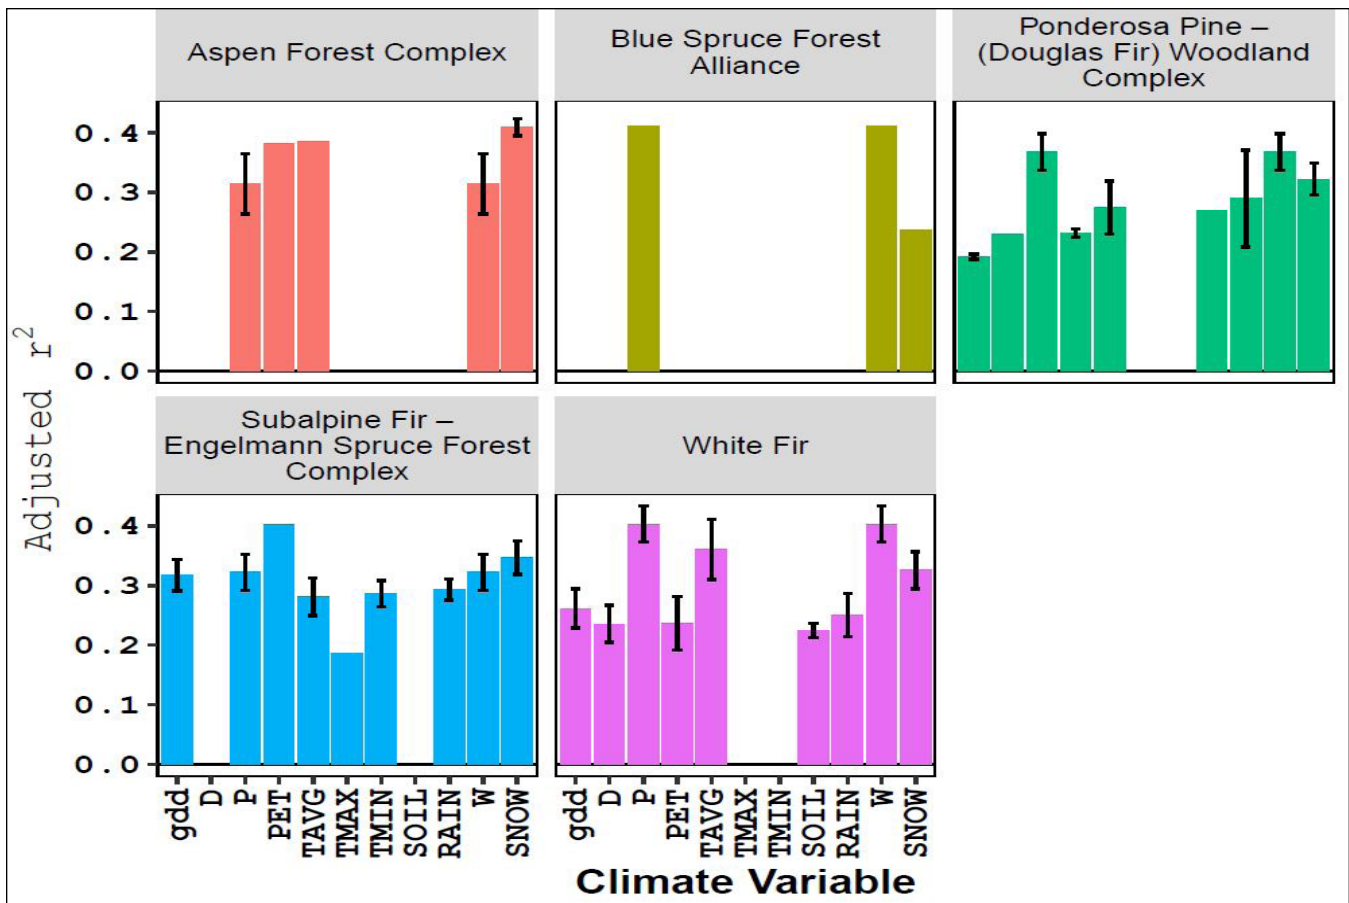 Aspen Forest Complex
Blue Spruce Forest
Alliance
Ponderosa Pine –
(Douglas Fir) Woodland
Complex
0.4
0.3
0.2
0.1
0.0
Adjusted r²
Subalpine Fir –
Engelmann Spruce Forest
Complex
White Fir
0.4
0.3
0.2
0.1
0.0
gdd
D
P
PET
TAVG
TMAX
TMIN
SOIL
RAIN
W
SNOW
gdd
D
P
PET
TAVG
TMAX
TMIN
SOIL
RAIN
W
SNOW
Climate Variable